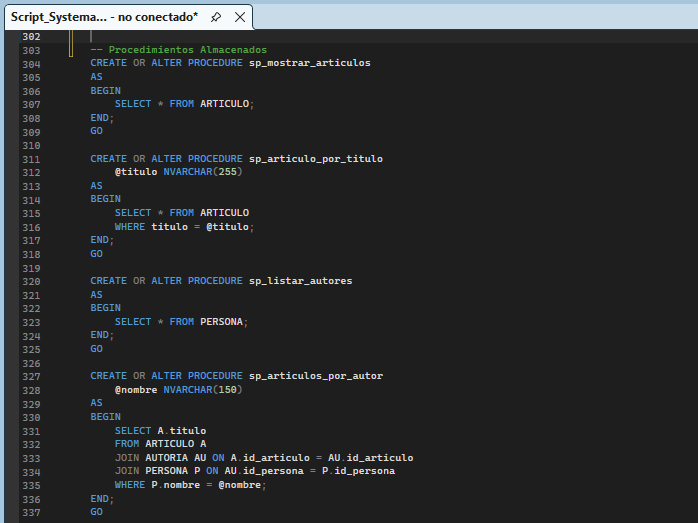 Script_Systema... - no conectado*
302
303 -- Procedimientos Almacenados
304 CREATE OR ALTER PROCEDURE sp_mostrar_articulos
305 AS
306 BEGIN
307 SELECT * FROM ARTICULO;
308 END;
309 GO
310
311 CREATE OR ALTER PROCEDURE sp_articulo_por_titulo
312 @titulo NVARCHAR(255)
313 AS
314 BEGIN
315 SELECT * FROM ARTICULO
316 WHERE titulo = @titulo;
317 END;
318 GO
319
320 CREATE OR ALTER PROCEDURE sp_listar_autores
321 AS
322 BEGIN
323 SELECT * FROM PERSONA;
324 END;
325 GO
326
327 CREATE OR ALTER PROCEDURE sp_articulos_por_autor
328 @nombre NVARCHAR(150)
329 AS
330 BEGIN
331 SELECT A.titulo
332 FROM ARTICULO A
333 JOIN AUTORIA AU ON A.id_articulo = AU.id_articulo
334 JOIN PERSONA P ON AU.id_persona = P.id_persona
335 WHERE P.nombre = @nombre;
336 END;
337 GO